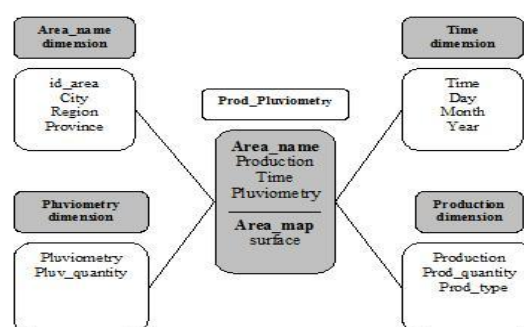 Area_name
dimension
id_area
City
Region
Province
Pluviometry
dimension
Pluviometry
Pluv_quantity
Prod_Pluviometry
Area_name
Production
Time
Pluviometry
Area_map
surface
Time
dimension
Time
Day
Month
Year
Production
dimension
Production
Prod_quantity
Prod_type